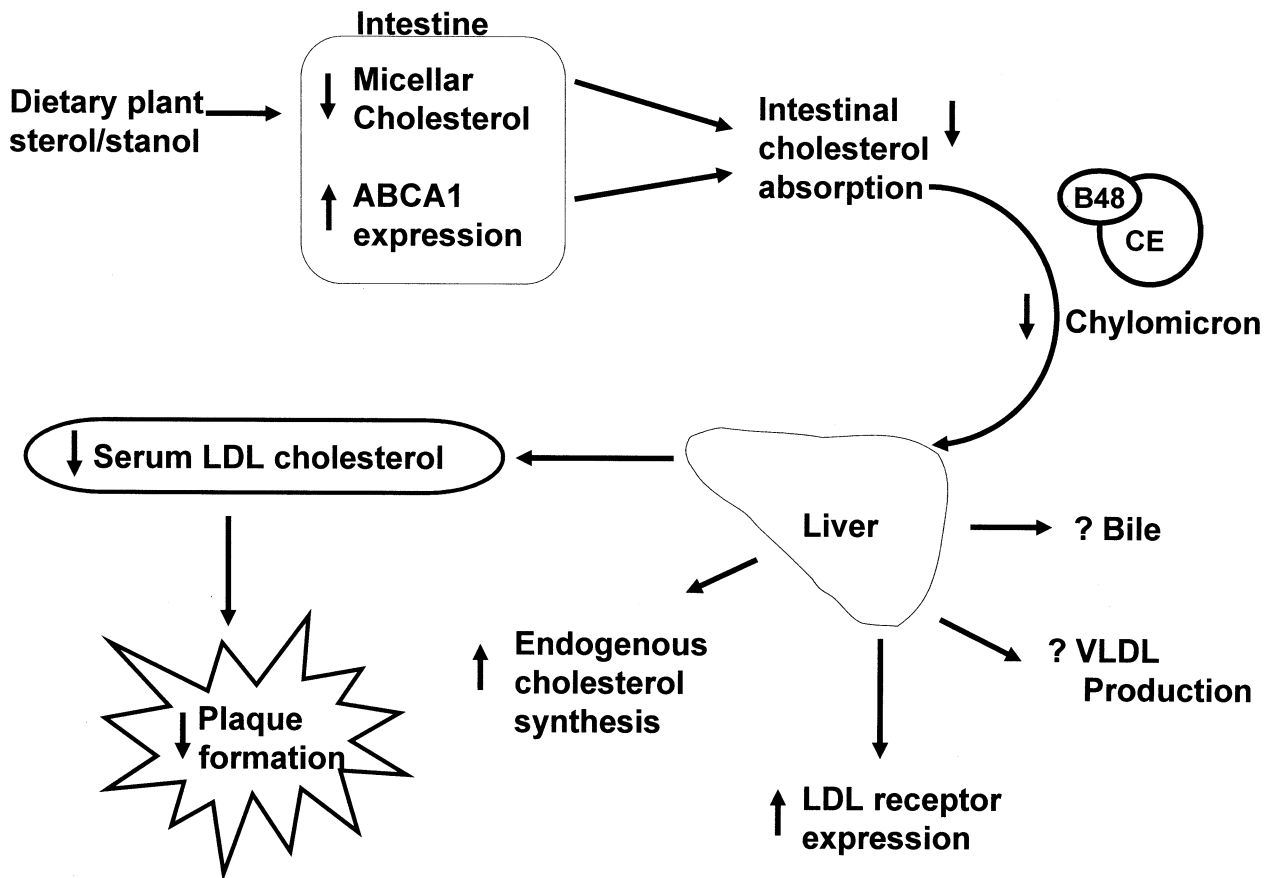 Intestine
Micellar
Cholesterol
ABCA1
expression
Dietary plant
sterol/stanol
Intestinal
cholesterol
absorption
B48
CE
Chylomicron
Serum LDL cholesterol
Liver
? Bile
? VLDL
Production
Endogenous
cholesterol
synthesis
Plaque
formation
LDL receptor
expression